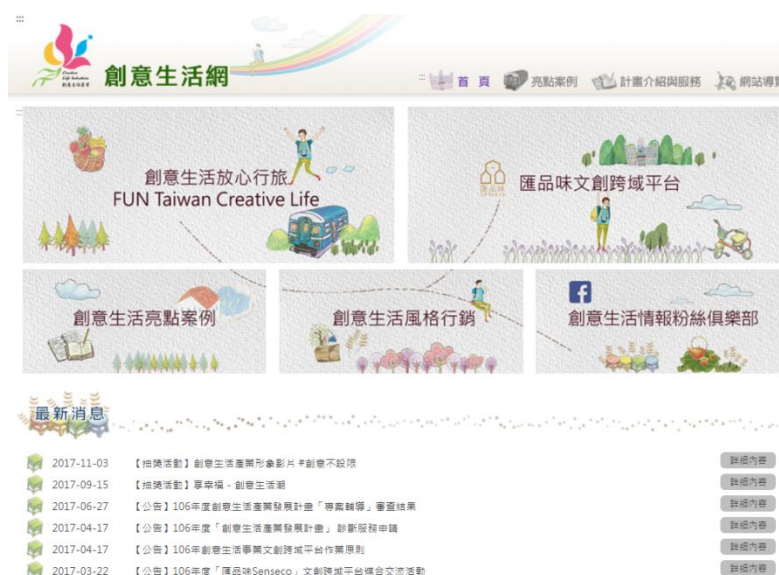 創意生活網
首 頁
亮點案例
計畫介紹與服務
網站導覽
創意生活放心行旅
FUN Taiwan Creative Life
匯品味文創跨域平台
創意生活亮點案例
創意生活風格行銷
創意生活情報粉絲俱樂部
最新消息
2017-11-03 【抽獎活動】創意生活產業形象影片#創意不設限 詳細內容
2017-09-15 【抽獎活動】享幸福 - 創意生活潮 詳細內容
2017-06-27 【公告】106年度創意生活產業發展計畫「專案輔導」審查結果 詳細內容
2017-04-17 【公告】106年度「創意生活產業發展計畫」 診斷服務申請 詳細內容
2017-04-17 【公告】106年創意生活事業文創跨域平台作業原則 詳細內容
2017-03-22 【公告】106年度「匯品味Senseco」文創跨域平台媒合交流活動 詳細內容